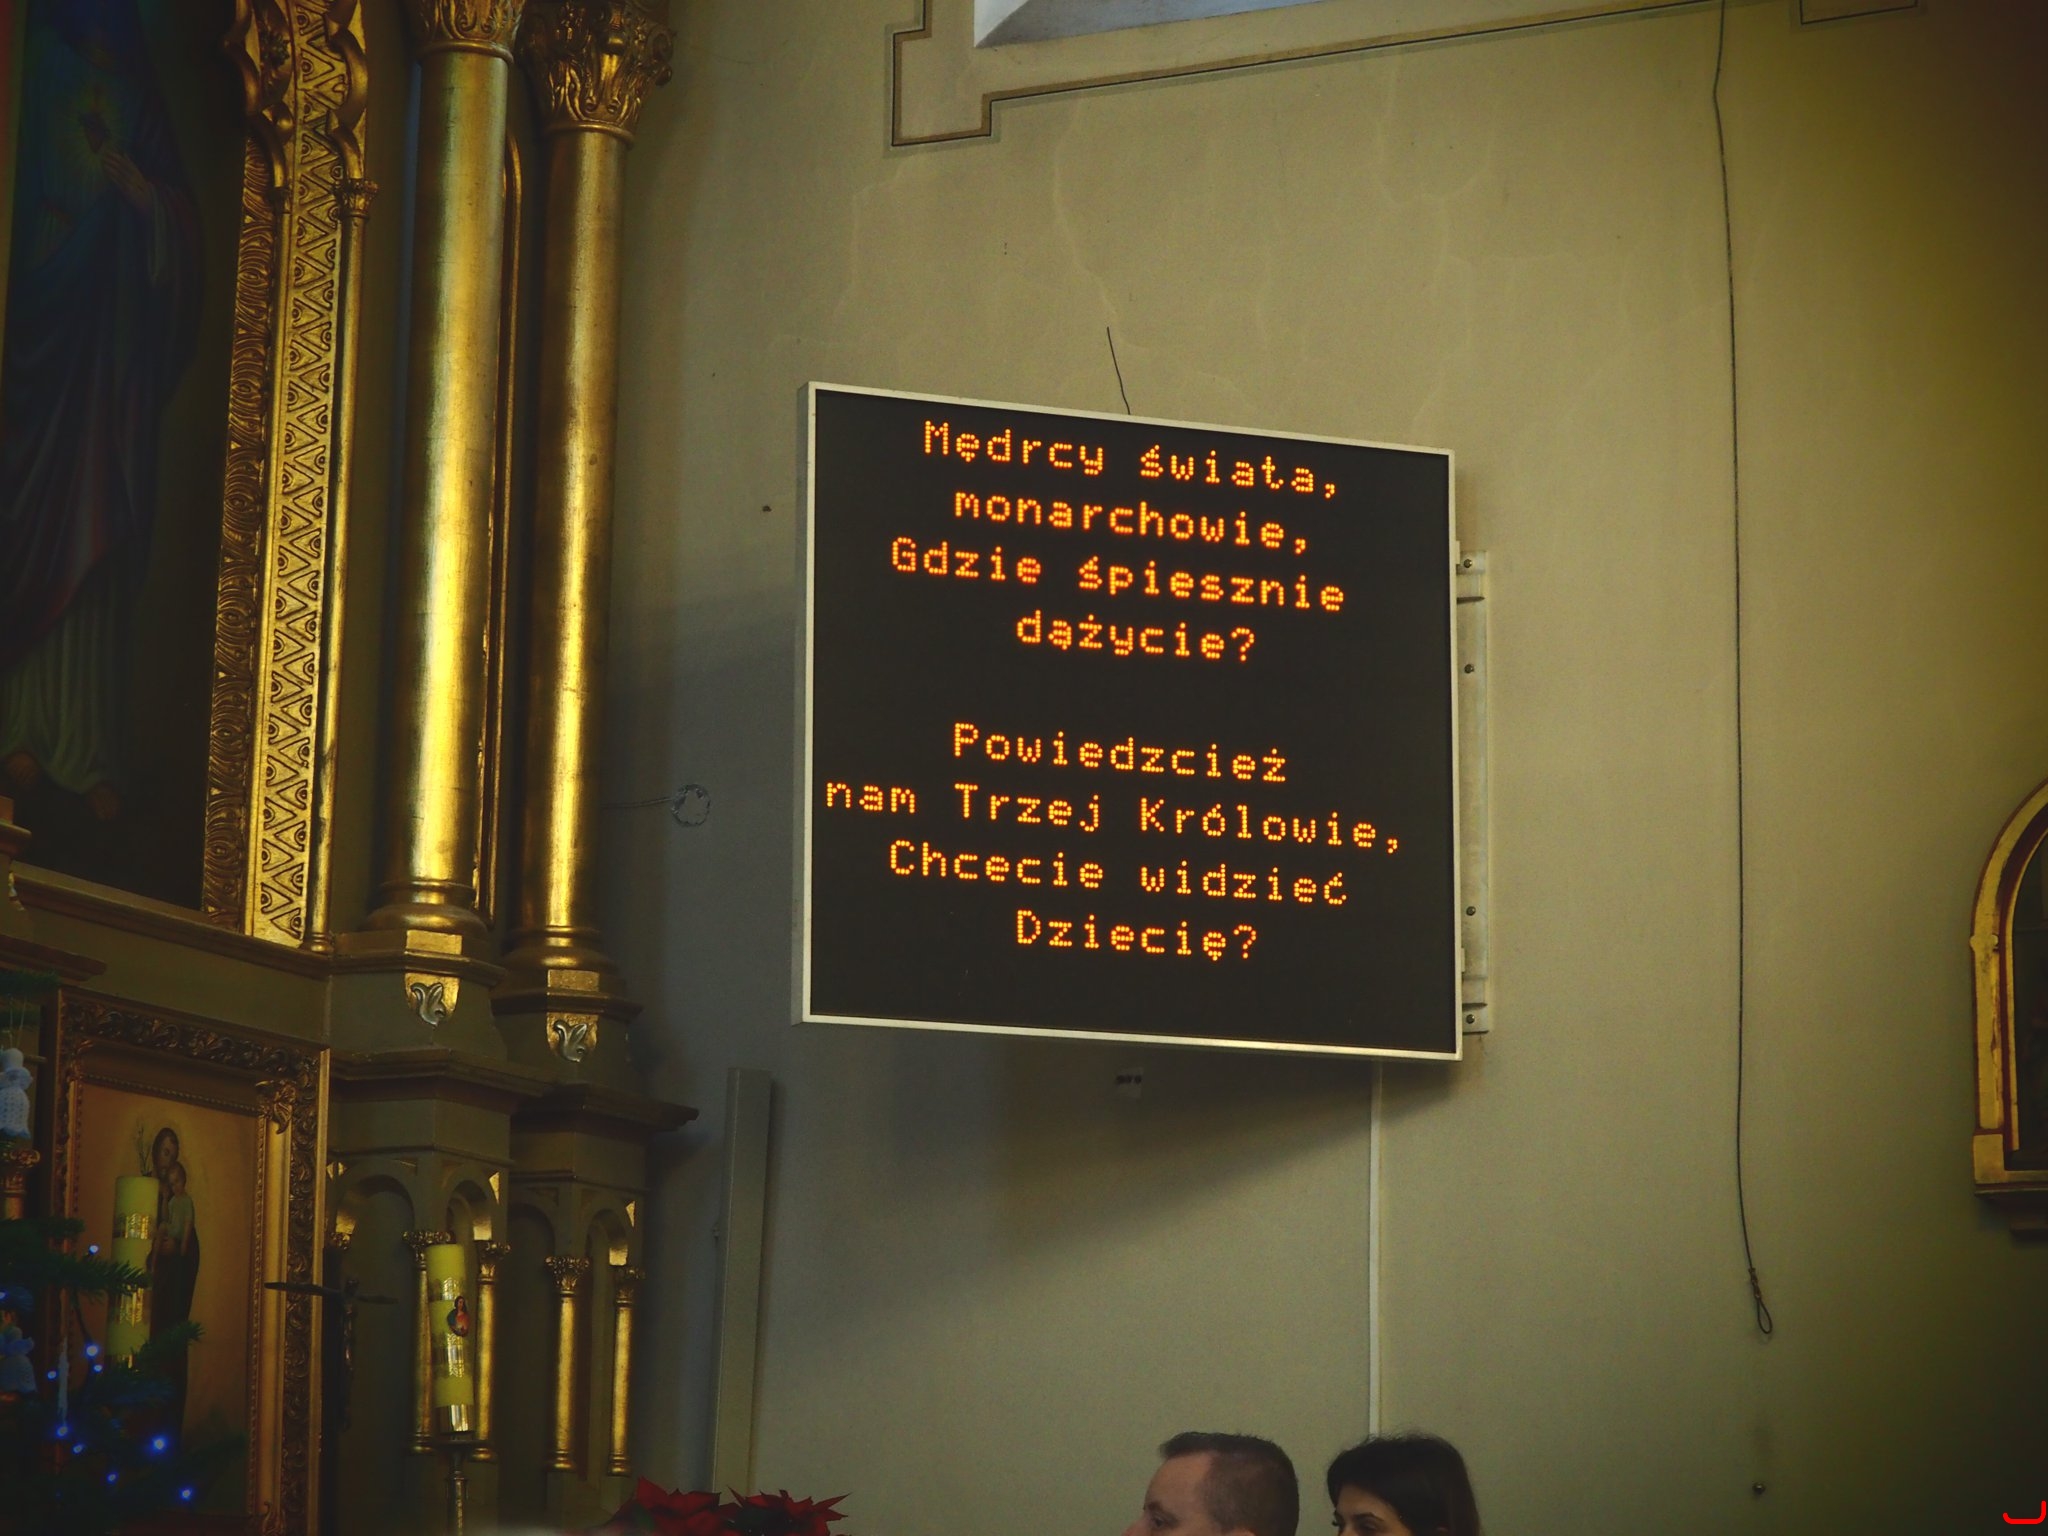 Mędrcy świata,
monarchowie,
Gdzie śpiesznie
dążycie?
Powiedzcież
nam Trzej Królowie,
Chcecie widzieć
Dziecię?